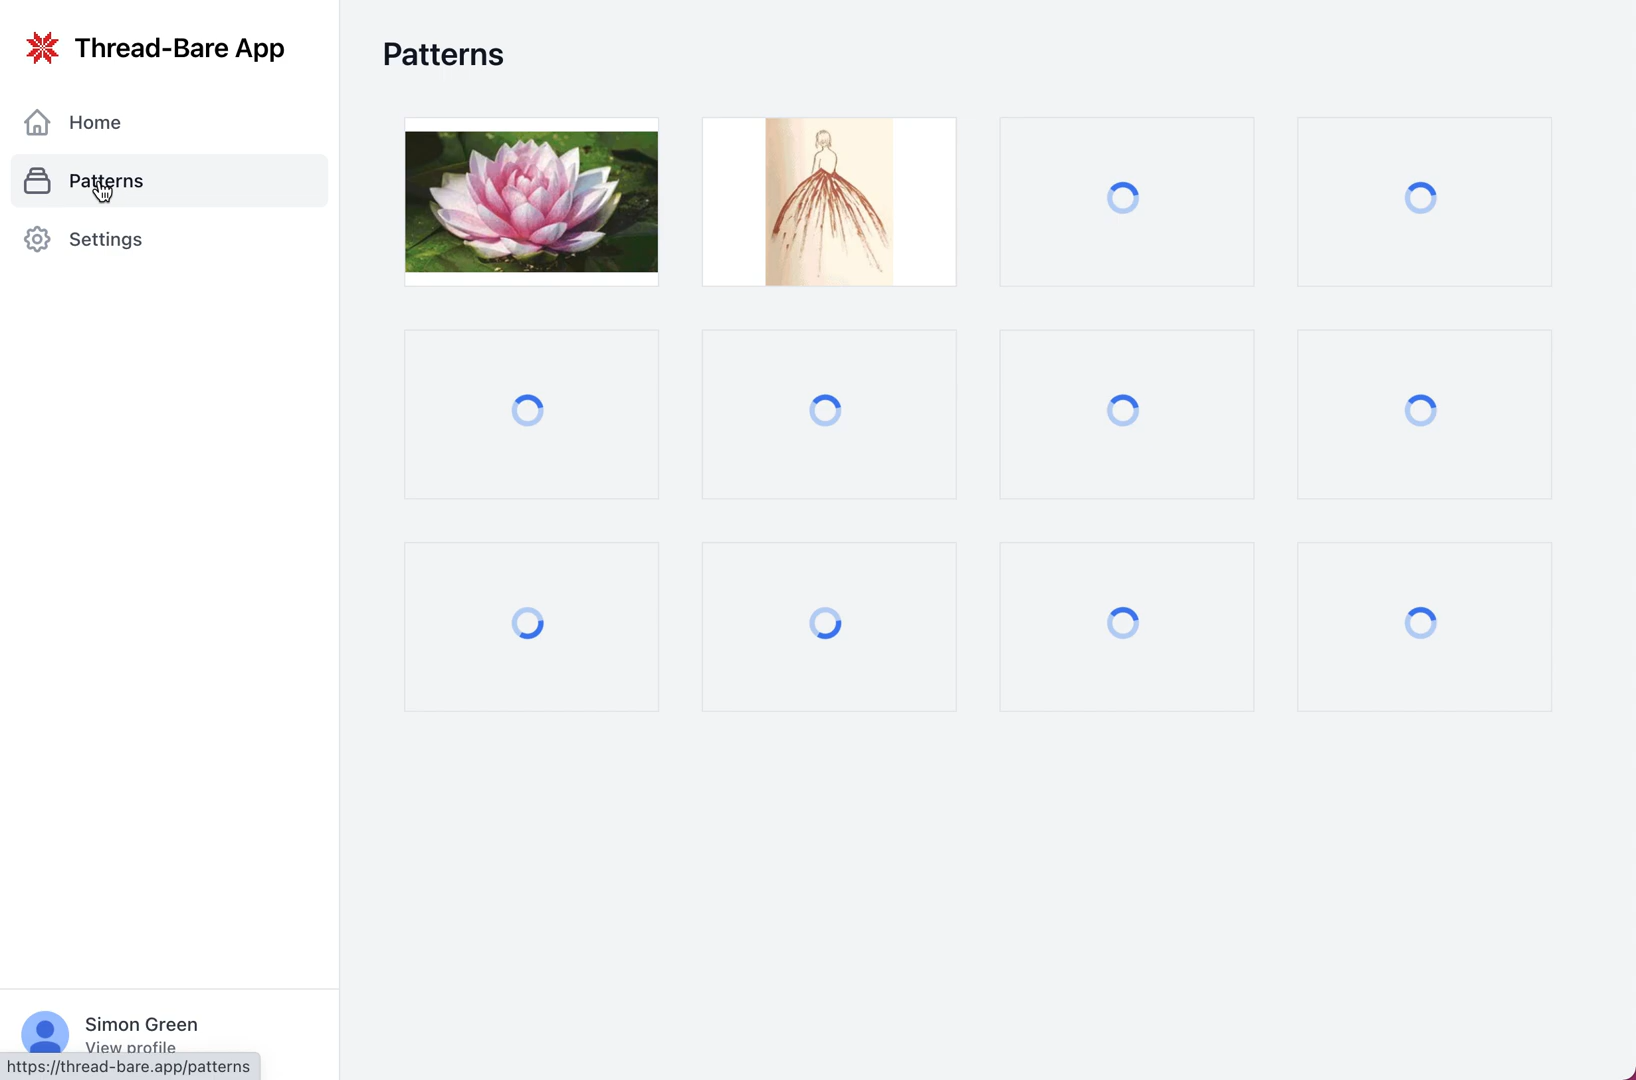 Thread-Bare App
Home
Patterns
Settings
Patterns
Simon Green
View profile
https://thread-bare.app/patterns